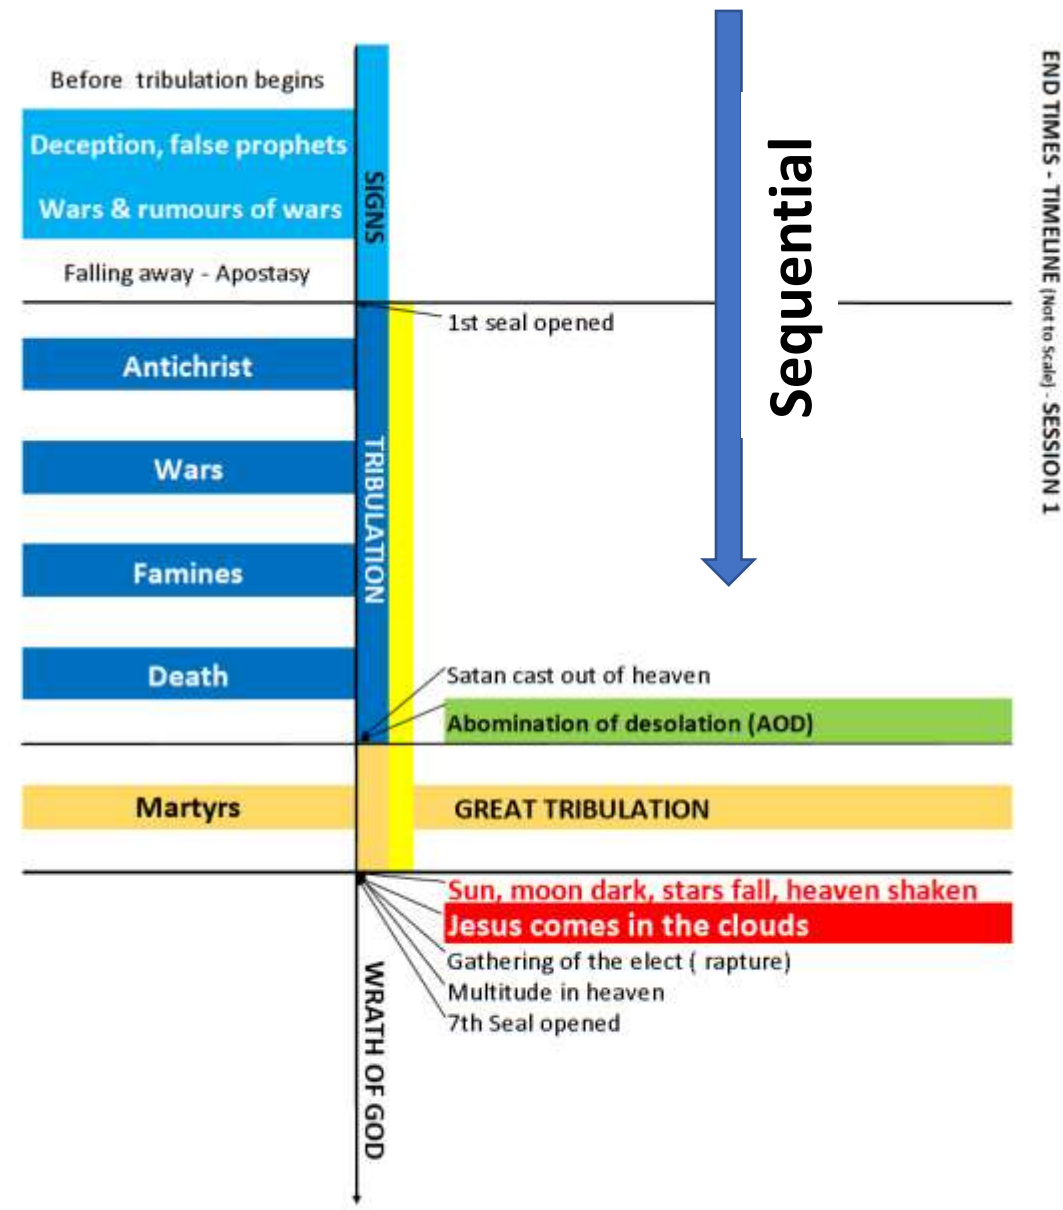 Before tribulation begins
Deception, false prophets
Wars & rumours of wars
Falling away - Apostasy
SIGNS
1st seal opened
Antichrist
Wars
Famines
Death
TRIBULATION
Satan cast out of heaven
Abomination of desolation (AOD)
Martyrs
GREAT TRIBULATION
Sun, moon dark, stars fall, heaven shaken
Jesus comes in the clouds
Gathering of the elect ( rapture)
Multitude in heaven
7th Seal opened
WRATH OF GOD
Sequential
END TIMES - TIMELINE (Not to Scale) - SESSION 1